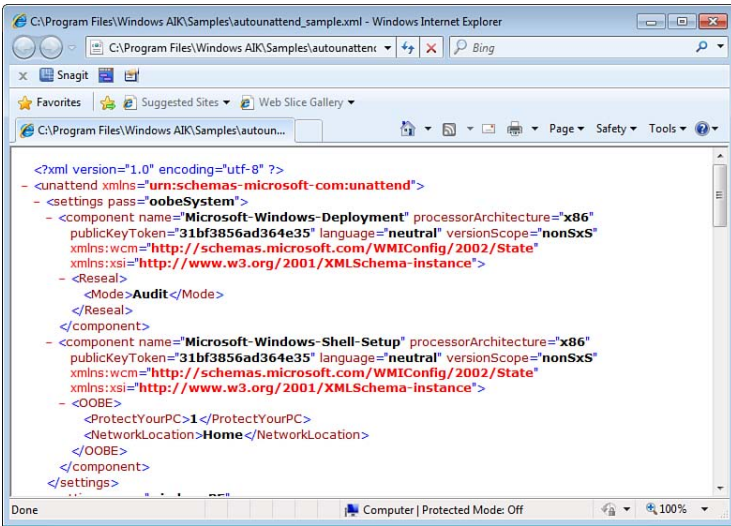 C:\Program Files\Windows AIK\Samples\autounattend_sample.xml - Windows Internet Explorer
C:\Program Files\Windows AIK\Samples\autounattenc
Bing
x Snagit
Favorites Suggested Sites Web Slice Gallery
C:\Program Files\Windows AIK\Samples\autoun... Page Safety Tools
<?xml version="1.0" encoding="utf-8" ?>
- <unattend xmlns="urn:schemas-microsoft-com:unattend">
- <settings pass="oobeSystem">
- <component name="Microsoft-Windows-Deployment" processorArchitecture="x86"
publicKeyToken="31bf3856ad364e35" language="neutral" versionScope="nonSxS"
xmlns:wcm="http://schemas.microsoft.com/WMIConfig/2002/State"
xmlns:xsi="http://www.w3.org/2001/XMLSchema-instance">
- <Reseal>
<Mode>Audit</Mode>
</Reseal>
</component>
- <component name="Microsoft-Windows-Shell-Setup" processorArchitecture="x86"
publicKeyToken="31bf3856ad364e35" language="neutral" versionScope="nonSxS"
xmlns:wcm="http://schemas.microsoft.com/WMIConfig/2002/State"
xmlns:xsi="http://www.w3.org/2001/XMLSchema-instance">
- <OOBE>
<ProtectYourPC>1</ProtectYourPC>
<NetworkLocation>Home</NetworkLocation>
</OOBE>
</component>
</settings>
Done Computer | Protected Mode: Off 100%